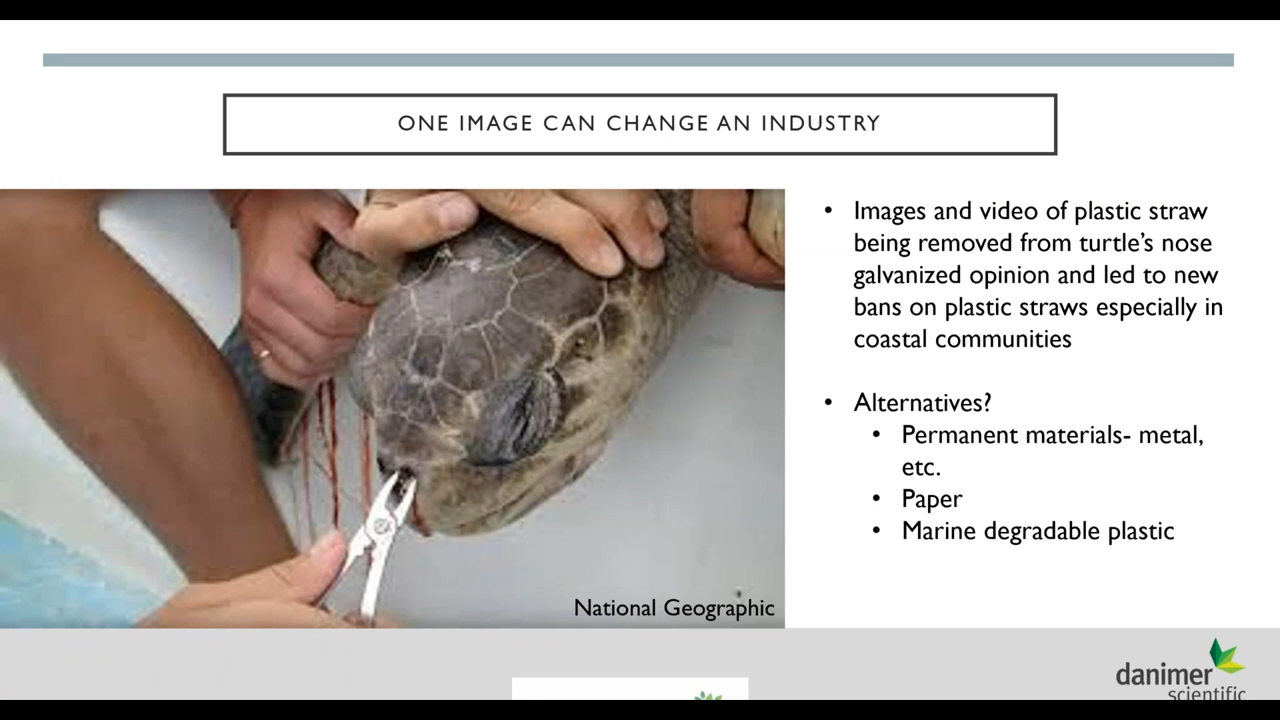 ONE IMAGE CAN CHANGE AN INDUSTRY
• Images and video of plastic straw
being removed from turtle's nose
galvanized opinion and led to new
bans on plastic straws especially in
coastal communities
• Alternatives?
• Permanent materials- metal,
etc.
• Paper
• Marine degradable plastic
National Geographic
danimer
scientific